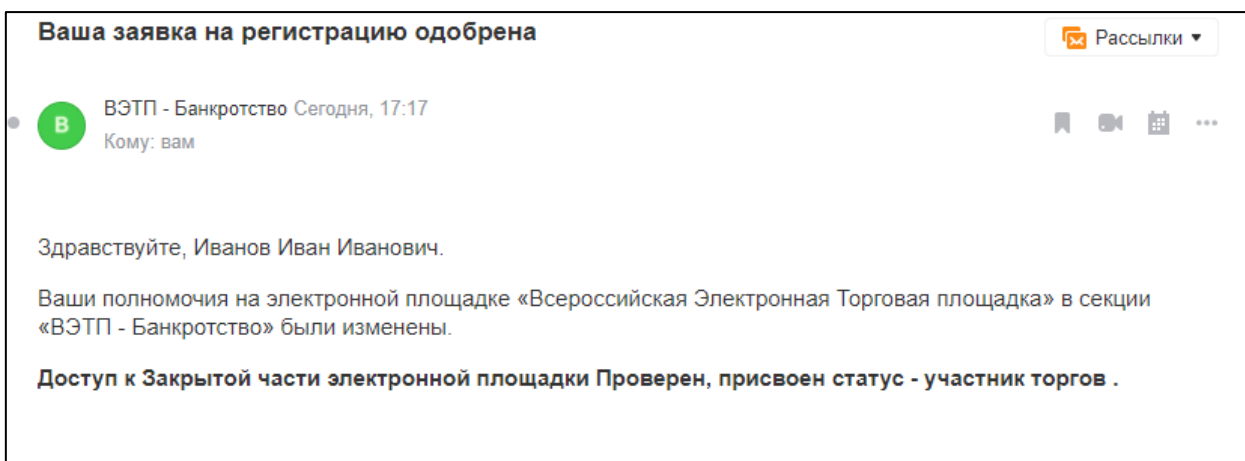 Ваша заявка на регистрацию одобрена
Рассылки
В
ВЭТП - Банкротство Сегодня, 17:17
Кому: вам
Здравствуйте, Иванов Иван Иванович.
Ваши полномочия на электронной площадке «Всероссийская Электронная Торговая площадка» в секции
«ВЭТП - Банкротство» были изменены.
Доступ к Закрытой части электронной площадки Проверен, присвоен статус - участник торгов .